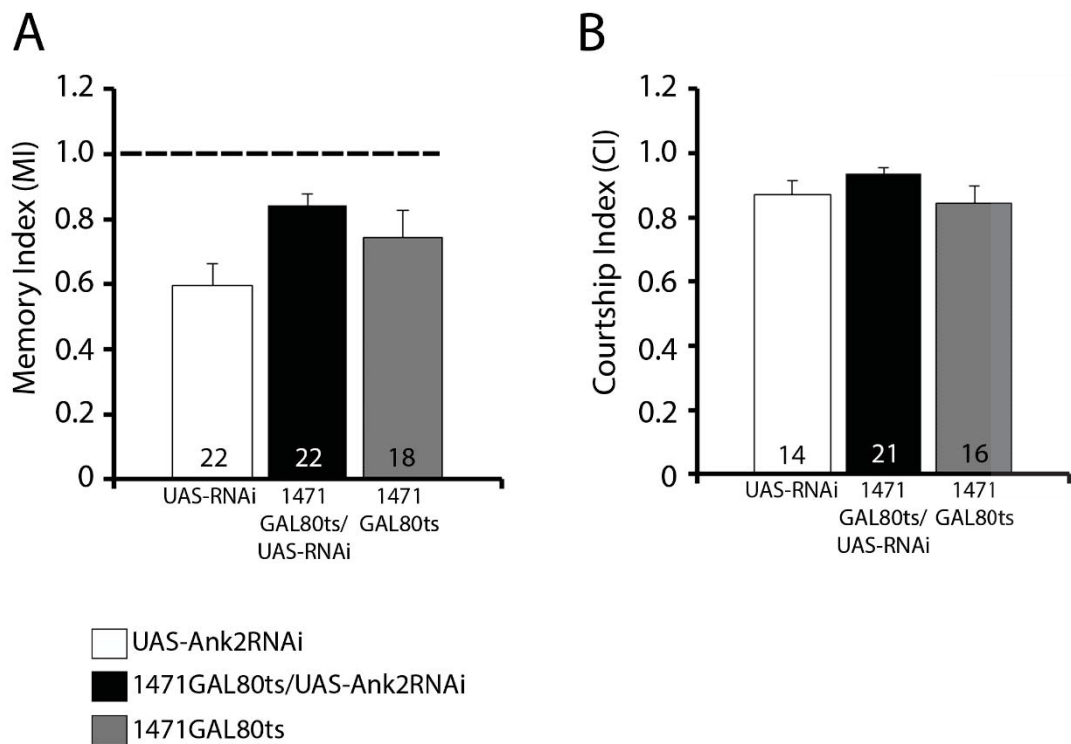 A
Memory Index (MI)
1.2
1.0
0.8
0.6
0.4
0.2
0
22
22
18
UAS-RNAi
1471
GAL80ts/
UAS-RNAi
1471
GAL80ts
B
Courtship Index (CI)
1.2
1.0
0.8
0.6
0.4
0.2
0
14
21
16
UAS-RNAi
1471
GAL80ts/
UAS-RNAi
1471
GAL80ts
UAS-Ank2RNAi
1471GAL80ts/UAS-Ank2RNAi
1471GAL80ts